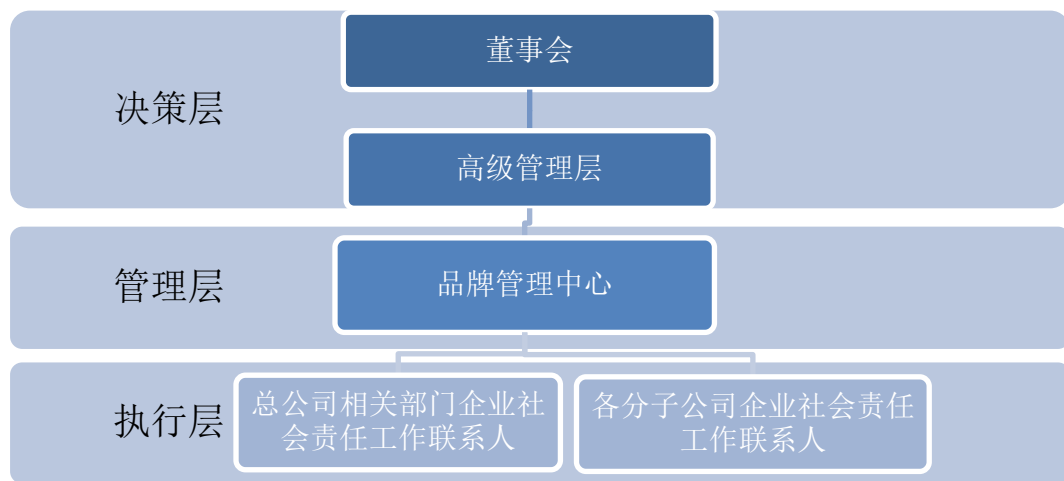 董事会
决策层
高级管理层
管理层
品牌管理中心
执行层
总公司相关部门企业社
会责任工作联系人
各分子公司企业社会责任
工作联系人